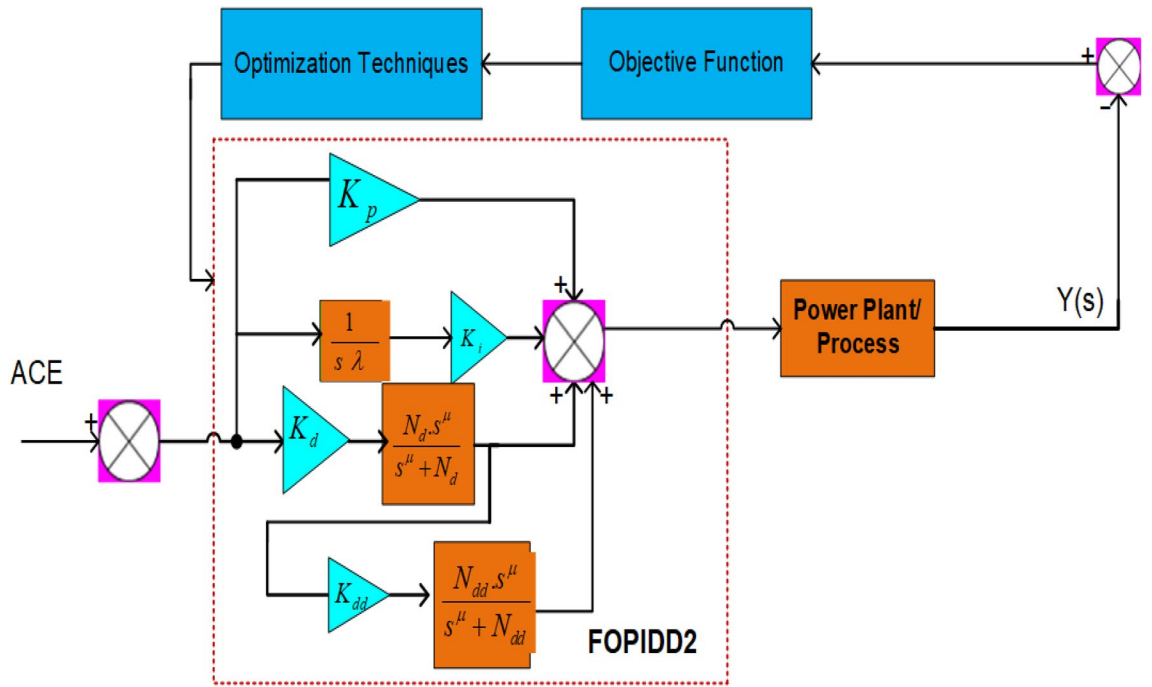 Optimization Techniques
Objective Function
+
-
K_p
+
1
s λ
K_i
Power Plant/
Process
Y(s)
ACE
+
K_d
N_d.s^μ
s^μ+N_d
+
+
K_dd
N_dd.s^μ
s^μ+N_dd
FOPIDD2